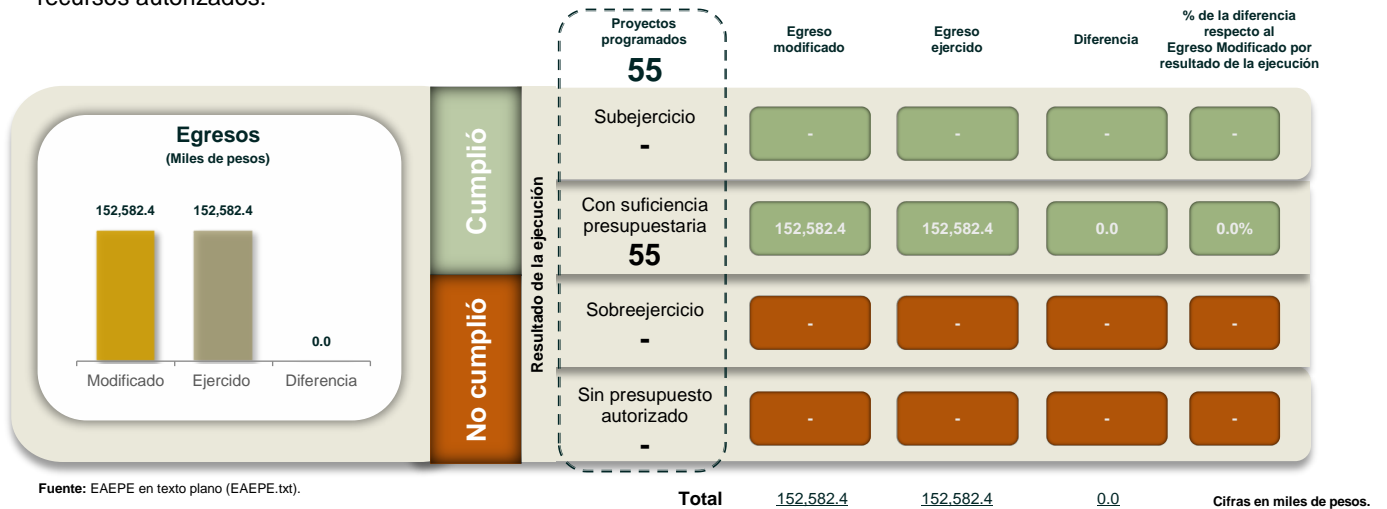 recursos autorizados.
Proyectos
programados
55
Egreso
modificado
Egreso
ejercido
Diferencia
% de la diferencia
respecto al
Egreso Modificado por
resultado de la ejecución
Egresos
(Miles de pesos)
152,582.4
152,582.4
0.0
Modificado
Ejercido
Diferencia
Cumplió
No cumplió
Resultado de la ejecución
Subejercicio
-
- - - -
Con suficiencia
presupuestaria
55
152,582.4 152,582.4 0.0 0.0%
Sobreejercicio
-
- - - -
Sin presupuesto
autorizado
-
- - - -
Fuente: EAEPE en texto plano (EAEPE.txt).
Total 152,582.4 152,582.4 0.0
Cifras en miles de pesos.